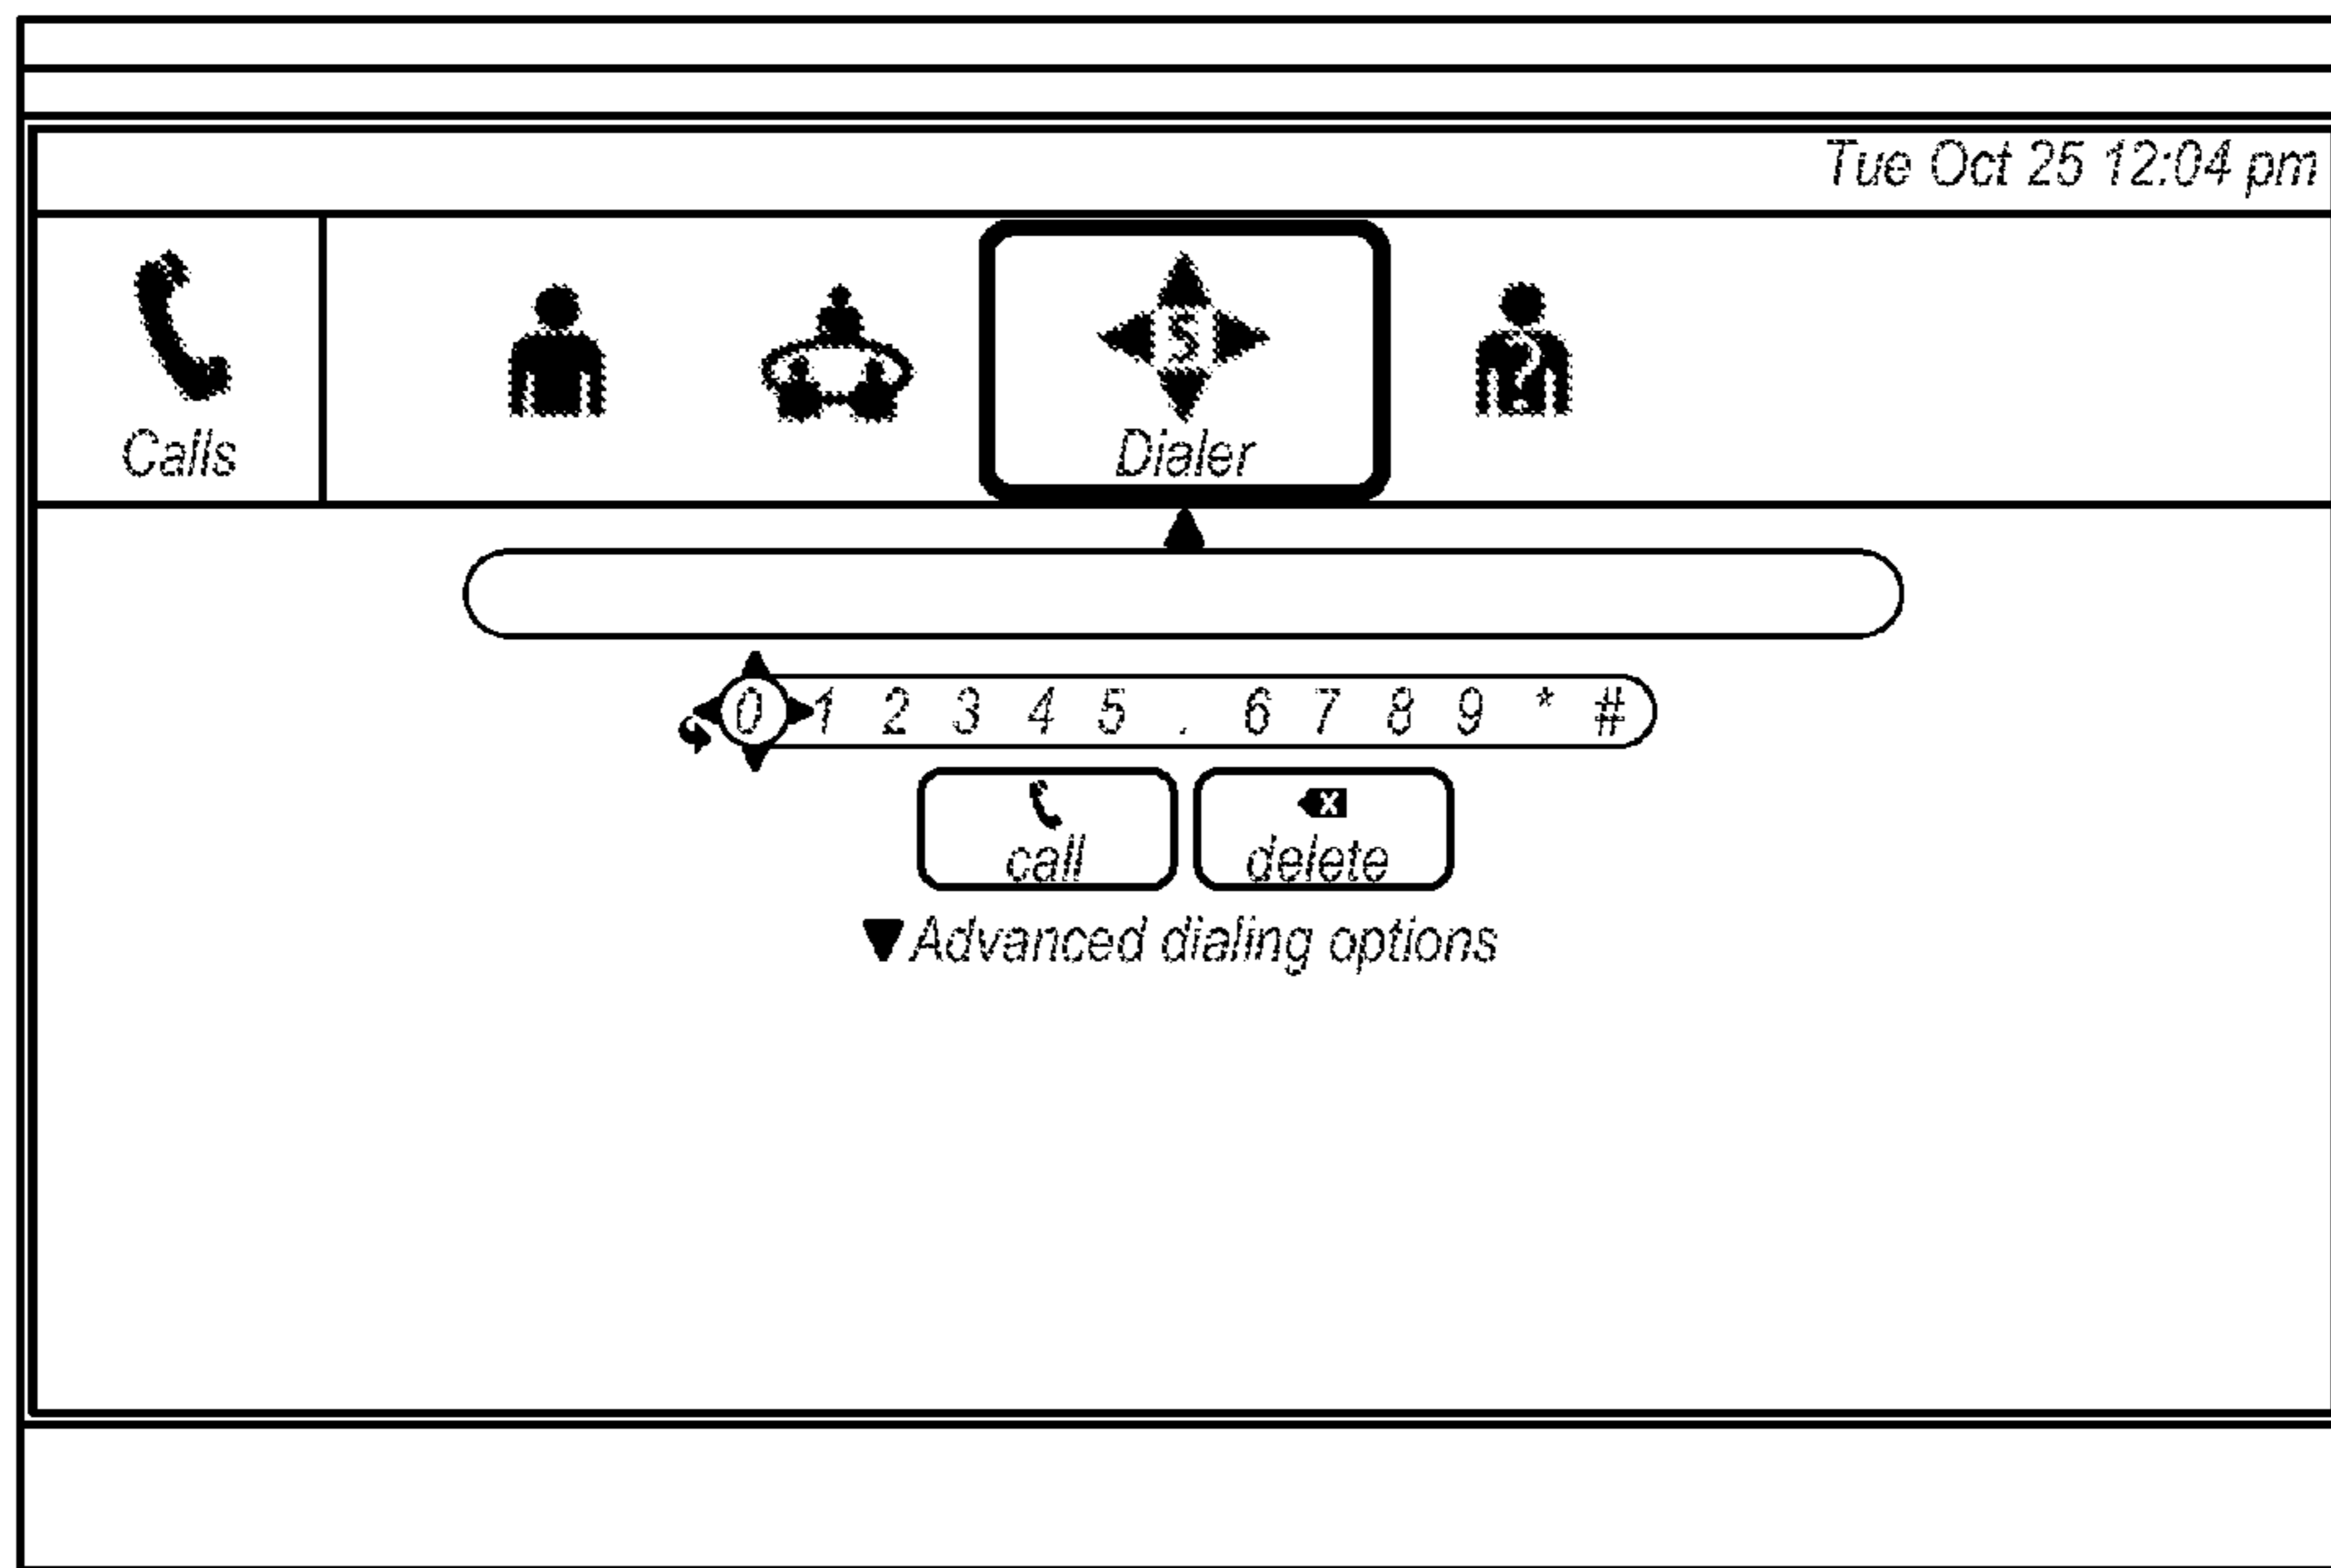 Tue Oct 25 12:04 pm
Calls
Dialer
0 1 2 3 4 5 . 6 7 8 9 * #
call delete
Advanced dialing options